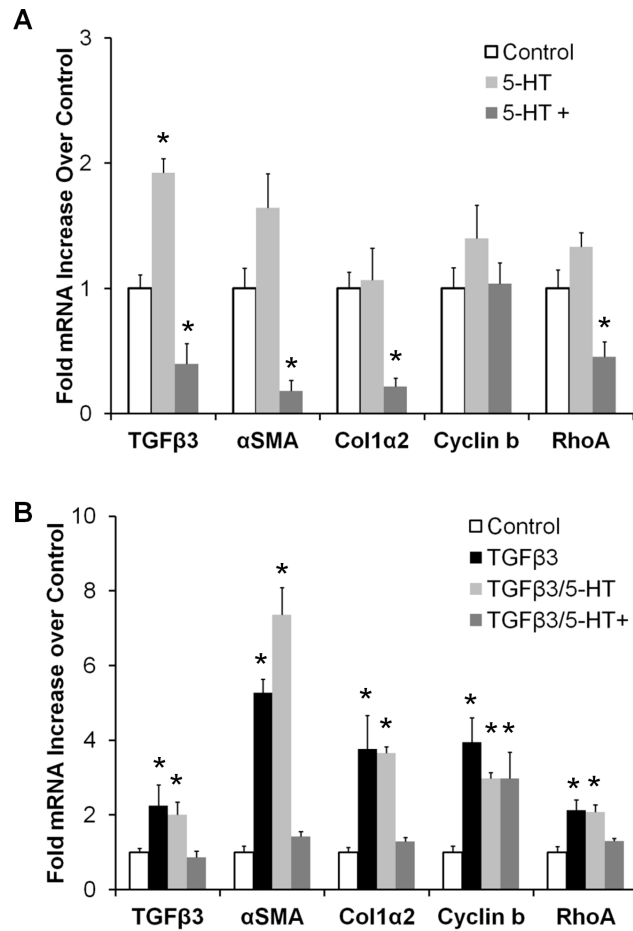 A
Fold mRNA Increase Over Control
3
2
1
0
Control
5-HT
5-HT +
*
*
*
*
*
TGFβ3 αSMA Col1α2 Cyclin b RhoA
B
Fold mRNA Increase over Control
10
8
6
4
2
0
Control
TGFβ3
TGFβ3/5-HT
TGFβ3/5-HT+
* *
* *
* *
* * *
* *
TGFβ3 αSMA Col1α2 Cyclin b RhoA